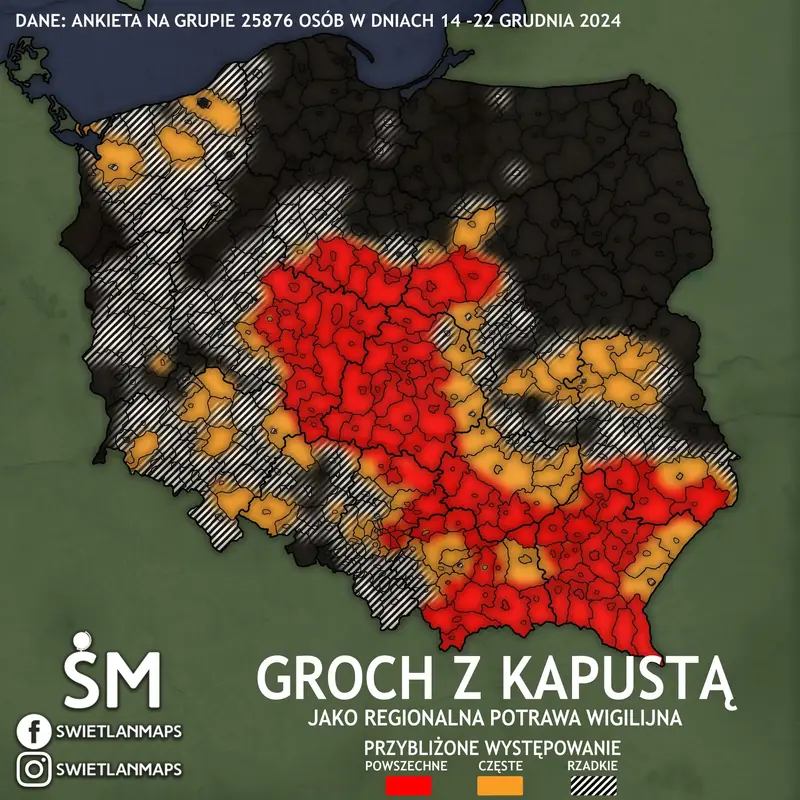 DANE: ANKIETA NA GRUPIE 25876 OSÓB W DNIACH 14 -22 GRUDNIA 2024
ŚM
SWIETLANMAPS
SWIETLANMAPS
GROCH Z KAPUSTĄ
JAKO REGIONALNA POTRAWA WIGILIJNA
PRZYBLIŻONE WYSTĘPOWANIE
POWSZECHNE CZĘSTE RZADKIE